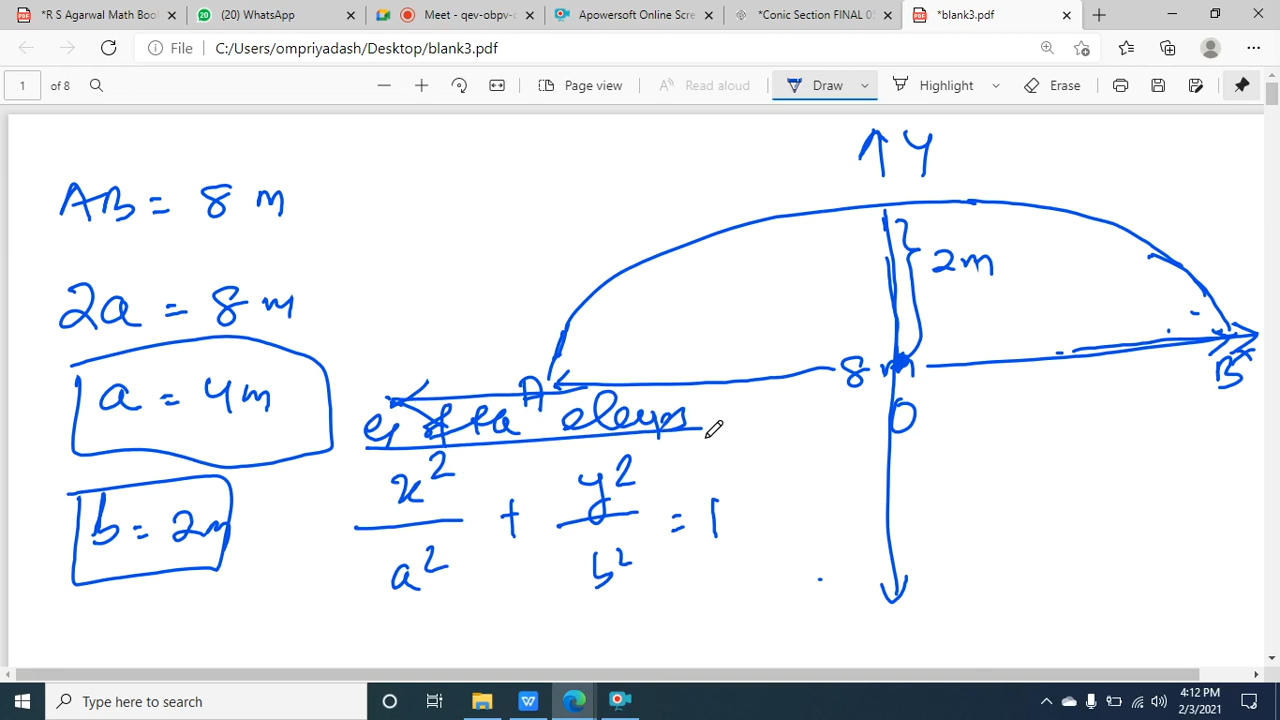 *R S Agarwal Math Boo
(20) WhatsApp
Meet - qev-obpv-c
Apowersoft Online Scre
*Conic Section FINAL 05
*blank3.pdf
File
C:/Users/ompriyadash/Desktop/blank3.pdf
1 of 8
Page view
Read aloud
Draw
Highlight
Erase
Y
AB = 8 m
2m
2a = 8 m
8 m
A
B
a = 4m
O
x² / a² + y² / b² = 1
b = 2m
Type here to search
4:12 PM
2/3/2021